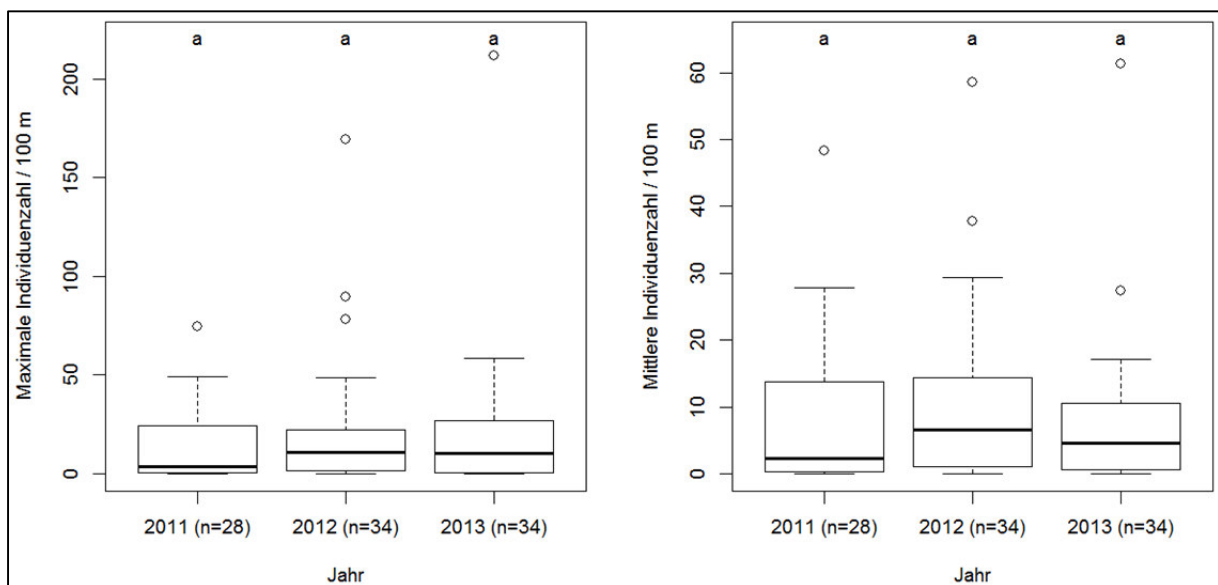 a a a
Maximale Individuenzahl / 100 m
200
150
100
50
0
2011 (n=28) 2012 (n=34) 2013 (n=34)
Jahr
a a a
Mittlere Individuenzahl / 100 m
60
50
40
30
20
10
0
2011 (n=28) 2012 (n=34) 2013 (n=34)
Jahr